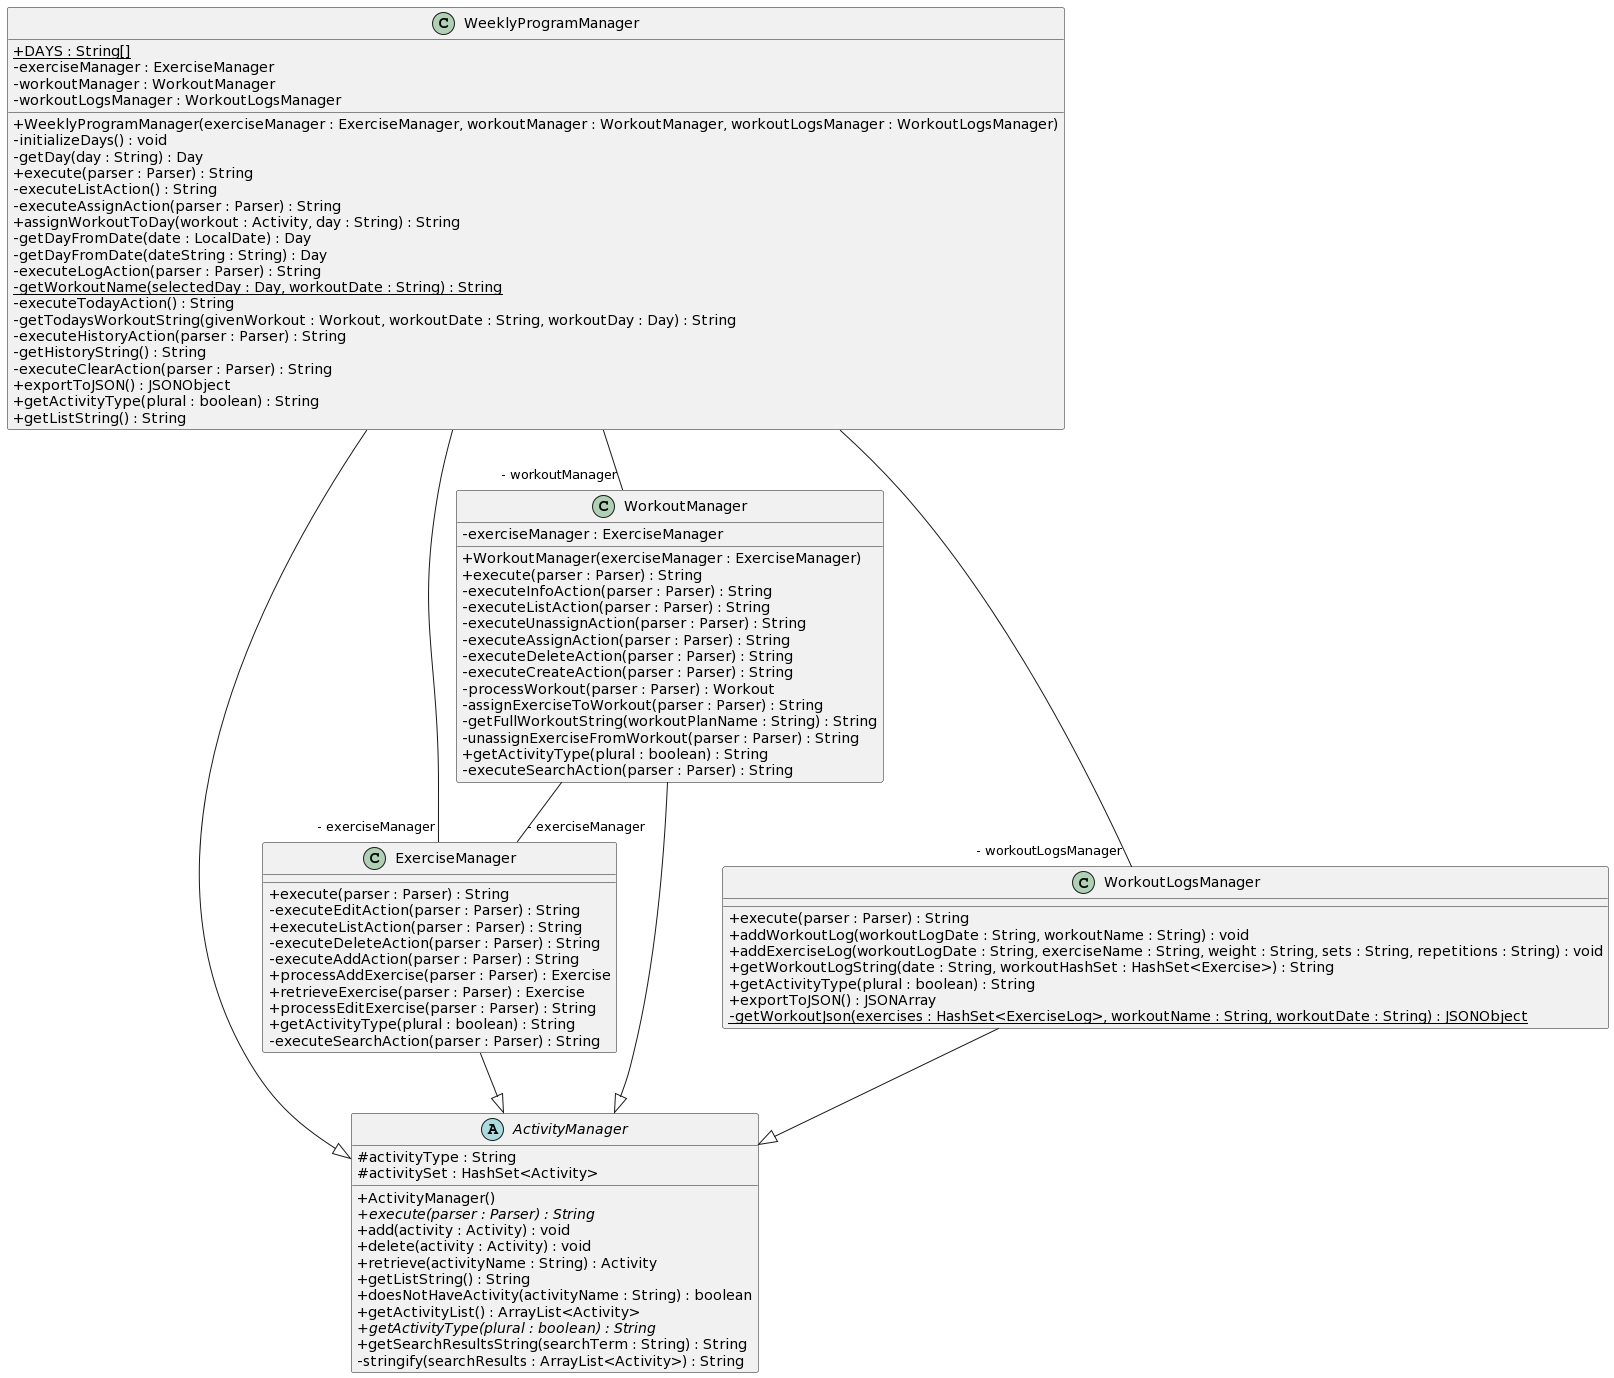 C WeeklyProgramManager
+DAYS : String[]
-exerciseManager : ExerciseManager
-workoutManager : WorkoutManager
-workoutLogsManager : WorkoutLogsManager
+WeeklyProgramManager(exerciseManager : ExerciseManager, workoutManager : WorkoutManager, workoutLogsManager : WorkoutLogsManager)
-initializeDays() : void
-getDay(day : String) : Day
+execute(parser : Parser) : String
-executeListAction() : String
-executeAssignAction(parser : Parser) : String
+assignWorkoutToDay(workout : Activity, day : String) : String
-getDayFromDate(date : LocalDate) : Day
-getDayFromDate(dateString : String) : Day
-executeLogAction(parser : Parser) : String
-getWorkoutName(selectedDay : Day, workoutDate : String) : String
-executeTodayAction() : String
-getTodaysWorkoutString(givenWorkout : Workout, workoutDate : String, workoutDay : Day) : String
-executeHistoryAction(parser : Parser) : String
-getHistoryString() : String
-executeClearAction(parser : Parser) : String
+exportToJSON() : JSONObject
+getActivityType(plural : boolean) : String
+getListString() : String
- workoutManager
C WorkoutManager
-exerciseManager : ExerciseManager
+WorkoutManager(exerciseManager : ExerciseManager)
+execute(parser : Parser) : String
-executeInfoAction(parser : Parser) : String
-executeListAction(parser : Parser) : String
-executeUnassignAction(parser : Parser) : String
-executeAssignAction(parser : Parser) : String
-executeDeleteAction(parser : Parser) : String
-executeCreateAction(parser : Parser) : String
-processWorkout(parser : Parser) : Workout
-assignExerciseToWorkout(parser : Parser) : String
-getFullWorkoutString(workoutPlanName : String) : String
-unassignExerciseFromWorkout(parser : Parser) : String
+getActivityType(plural : boolean) : String
-executeSearchAction(parser : Parser) : String
- exerciseManager
- exerciseManager
- workoutLogsManager
C ExerciseManager
+execute(parser : Parser) : String
-executeEditAction(parser : Parser) : String
+executeListAction(parser : Parser) : String
-executeDeleteAction(parser : Parser) : String
-executeAddAction(parser : Parser) : String
+processAddExercise(parser : Parser) : Exercise
+retrieveExercise(parser : Parser) : Exercise
+processEditExercise(parser : Parser) : String
+getActivityType(plural : boolean) : String
-executeSearchAction(parser : Parser) : String
C WorkoutLogsManager
+execute(parser : Parser) : String
+addWorkoutLog(workoutLogDate : String, workoutName : String) : void
+addExerciseLog(workoutLogDate : String, exerciseName : String, weight : String, sets : String, repetitions : String) : void
+getWorkoutLogString(date : String, workoutHashSet : HashSet<Exercise>) : String
+getActivityType(plural : boolean) : String
+exportToJSON() : JSONArray
-getWorkoutJson(exercises : HashSet<ExerciseLog>, workoutName : String, workoutDate : String) : JSONObject
A ActivityManager
#activityType : String
#activitySet : HashSet<Activity>
+ActivityManager()
+execute(parser : Parser) : String
+add(activity : Activity) : void
+delete(activity : Activity) : void
+retrieve(activityName : String) : Activity
+getListString() : String
+doesNotHaveActivity(activityName : String) : boolean
+getActivityList() : ArrayList<Activity>
+getActivityType(plural : boolean) : String
+getSearchResultsString(searchTerm : String) : String
-stringify(searchResults : ArrayList<Activity>) : String